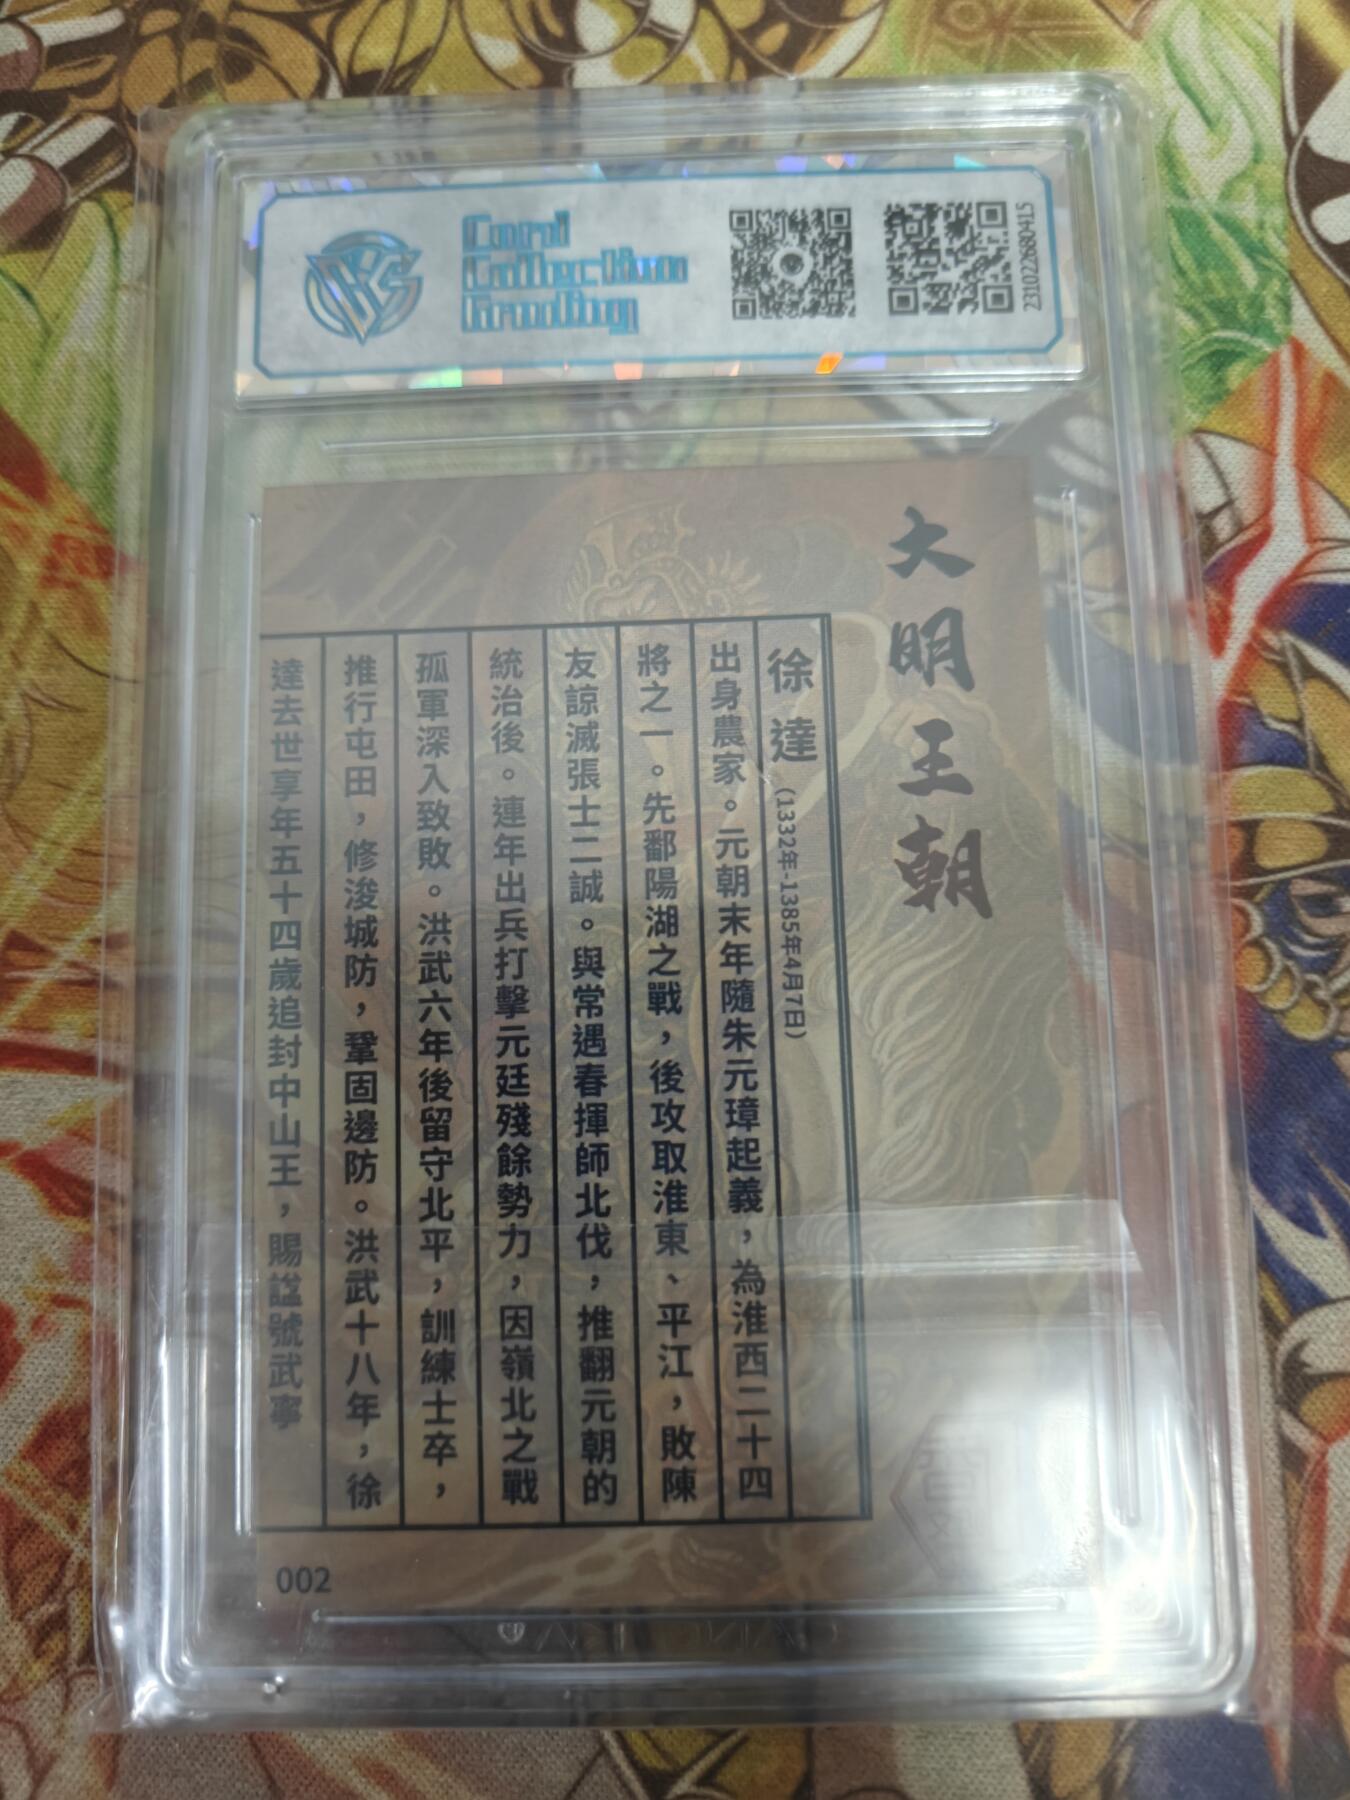 CCG
Card
Collection
Grading
231022680415
大明王朝
徐達 (1332年-1385年4月7日)
出身農家。元朝末年隨朱元璋起義，為淮西二十四
將之一。先鄱陽湖之戰，後攻取淮東、平江，敗陳
友諒滅張士二誠。與常遇春揮師北伐，推翻元朝的
統治後。連年出兵打擊元廷殘餘勢力，因嶺北之戰
孤軍深入致敗。洪武六年後留守北平，訓練士卒，
推行屯田，修浚城防，鞏固邊防。洪武十八年，徐
達去世享年五十四歲追封中山王，賜諡號武寧
002